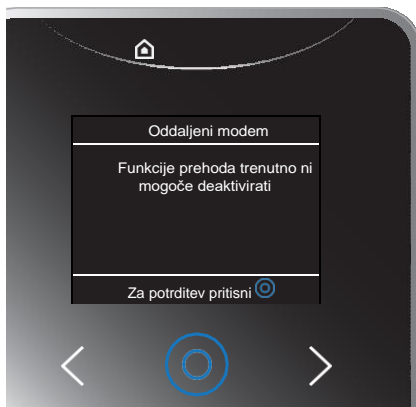 Oddaljeni modem
Funkcije prehoda trenutno ni
mogoče deaktivirati
Za potrditev pritisni